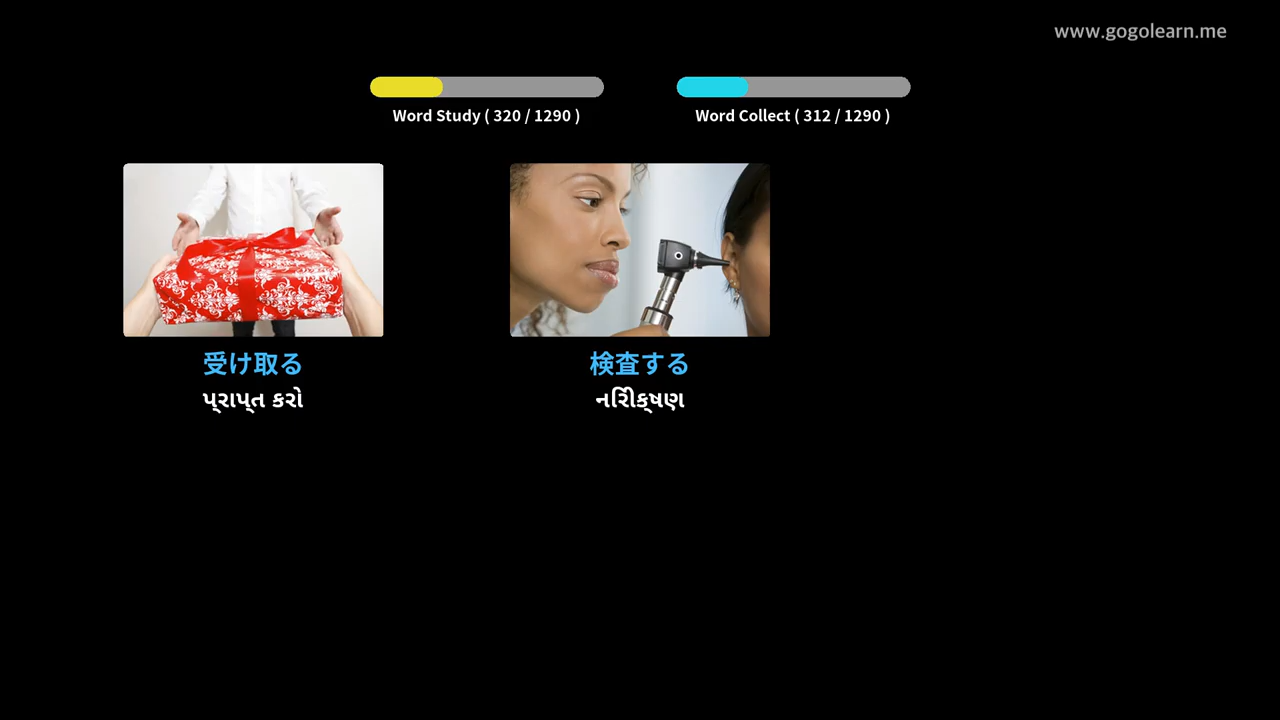 www.gogolearn.me
Word Study ( 320 / 1290 )
Word Collect ( 312 / 1290 )
受け取る
પ્રાપ્ત કરો
検査する
નિરીક્ષણ